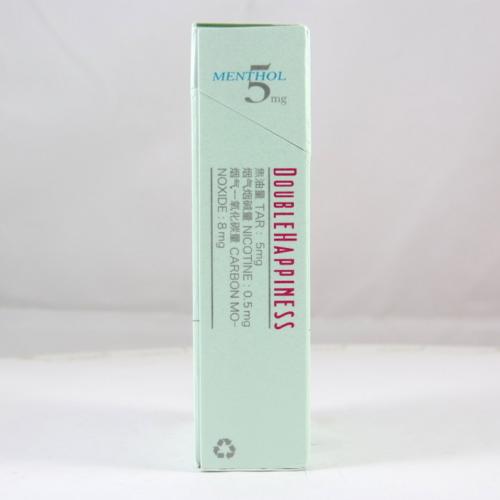 MENTHOL
5mg
DOUBLEHAPPINESS
焦油量 TAR： 5mg
烟气烟碱量 NICOTINE：0.5mg
烟气一氧化碳量 CARBON MO-
NOXIDE：8mg